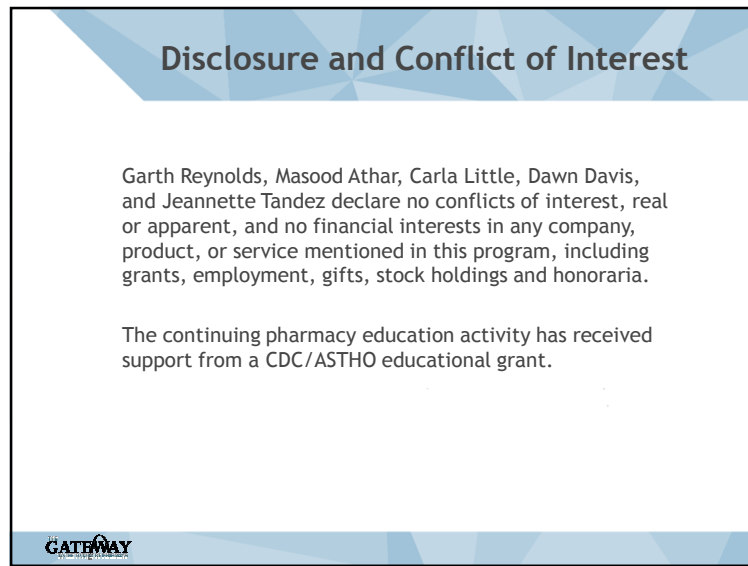 Disclosure and Conflict of Interest
Garth Reynolds, Masood Athar, Carla Little, Dawn Davis,
and Jeannette Tandez declare no conflicts of interest, real
or apparent, and no financial interests in any company,
product, or service mentioned in this program, including
grants, employment, gifts, stock holdings and honoraria.
The continuing pharmacy education activity has received
support from a CDC/ASTHO educational grant.
THE
GATEWAY